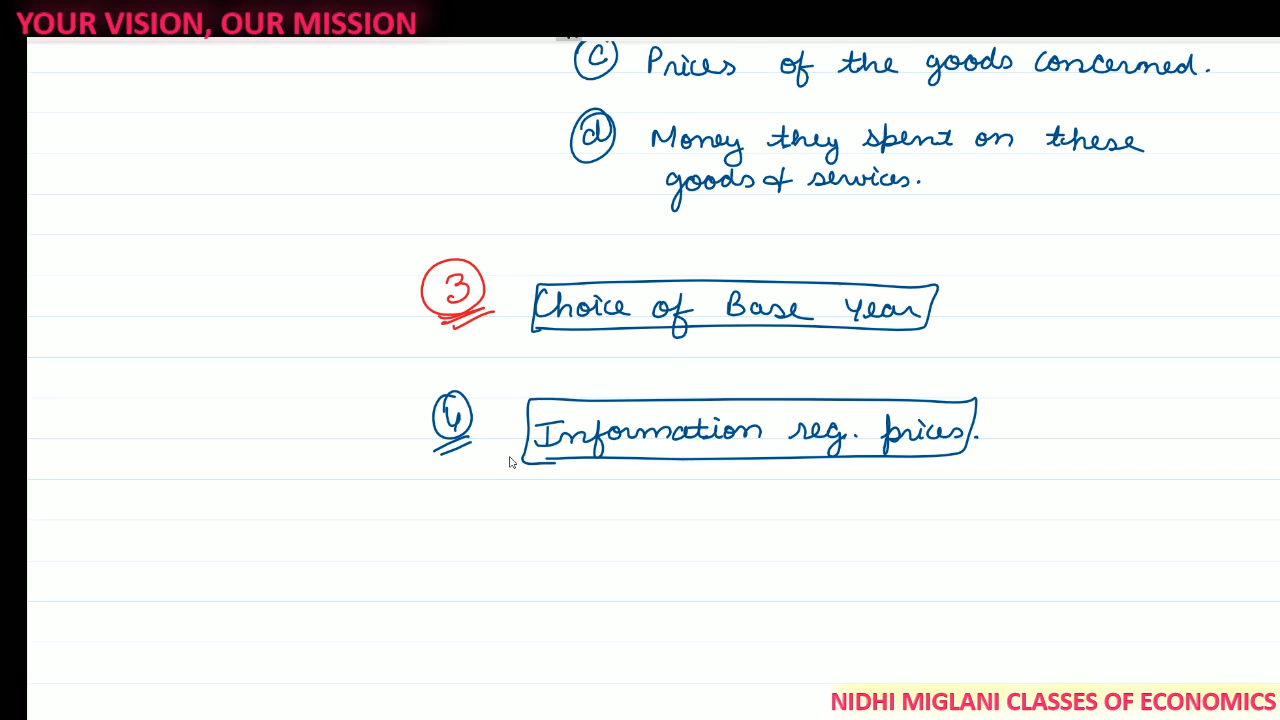 YOUR VISION, OUR MISSION
(c) Prices of the goods concerned.
(d) Money they spent on these
goods & services.
3 Choice of Base Year
4 Information reg. prices.
NIDHI MIGLANI CLASSES OF ECONOMICS